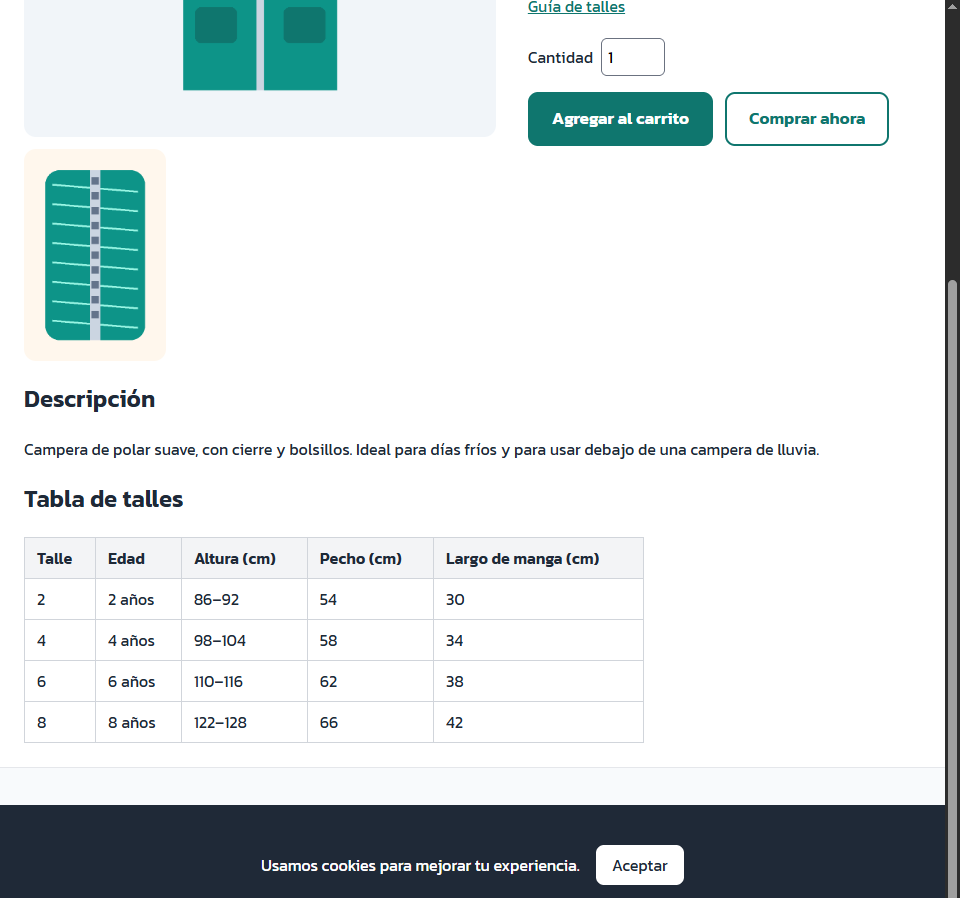 Guía de talles
Cantidad 1
Agregar al carrito Comprar ahora
Descripción
Campera de polar suave, con cierre y bolsillos. Ideal para días fríos y para usar debajo de una campera de lluvia.
Tabla de talles
Talle Edad Altura (cm) Pecho (cm) Largo de manga (cm)
2 2 años 86–92 54 30
4 4 años 98–104 58 34
6 6 años 110–116 62 38
8 8 años 122–128 66 42
Usamos cookies para mejorar tu experiencia. Aceptar